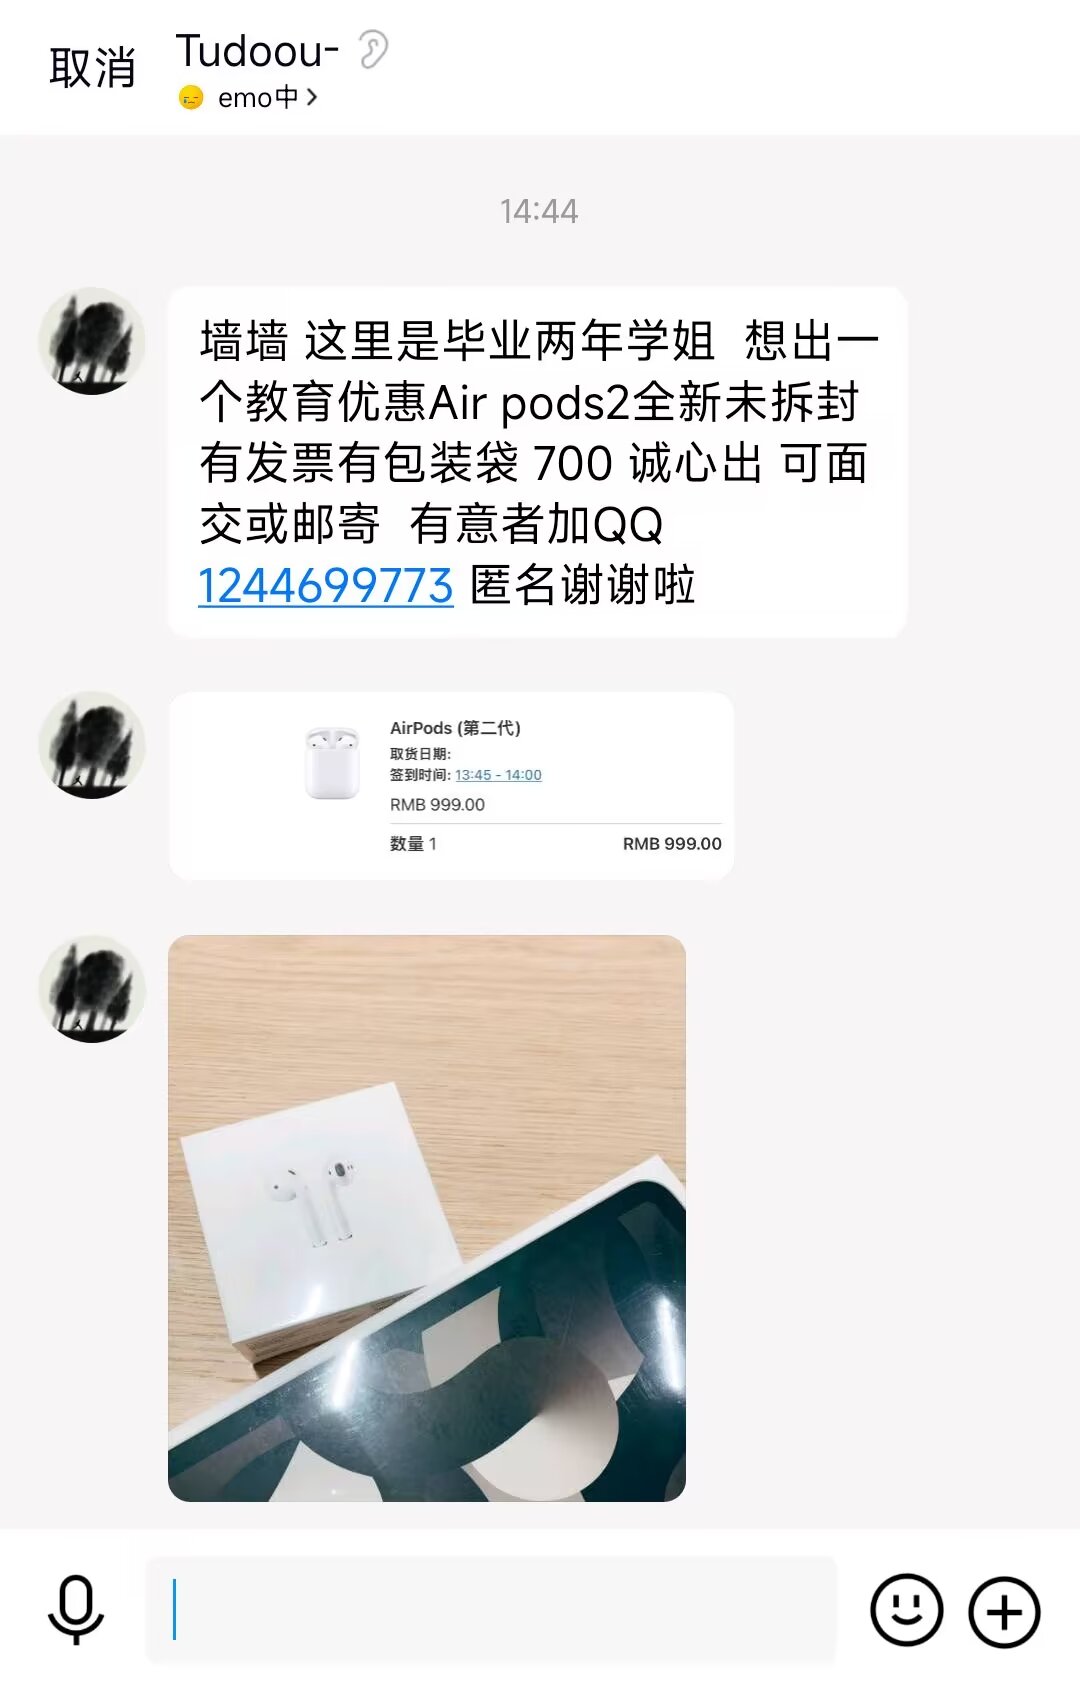 取消
Tudoou-
emo中
14:44
墙墙 这里是毕业两年学姐 想出一
个教育优惠Air pods2全新未拆封
有发票有包装袋 700 诚心出 可面
交或邮寄 有意者加QQ
1244699773 匿名谢谢啦
AirPods (第二代)
取货日期:
签到时间: 13:45 - 14:00
RMB 999.00
数量 1 RMB 999.00